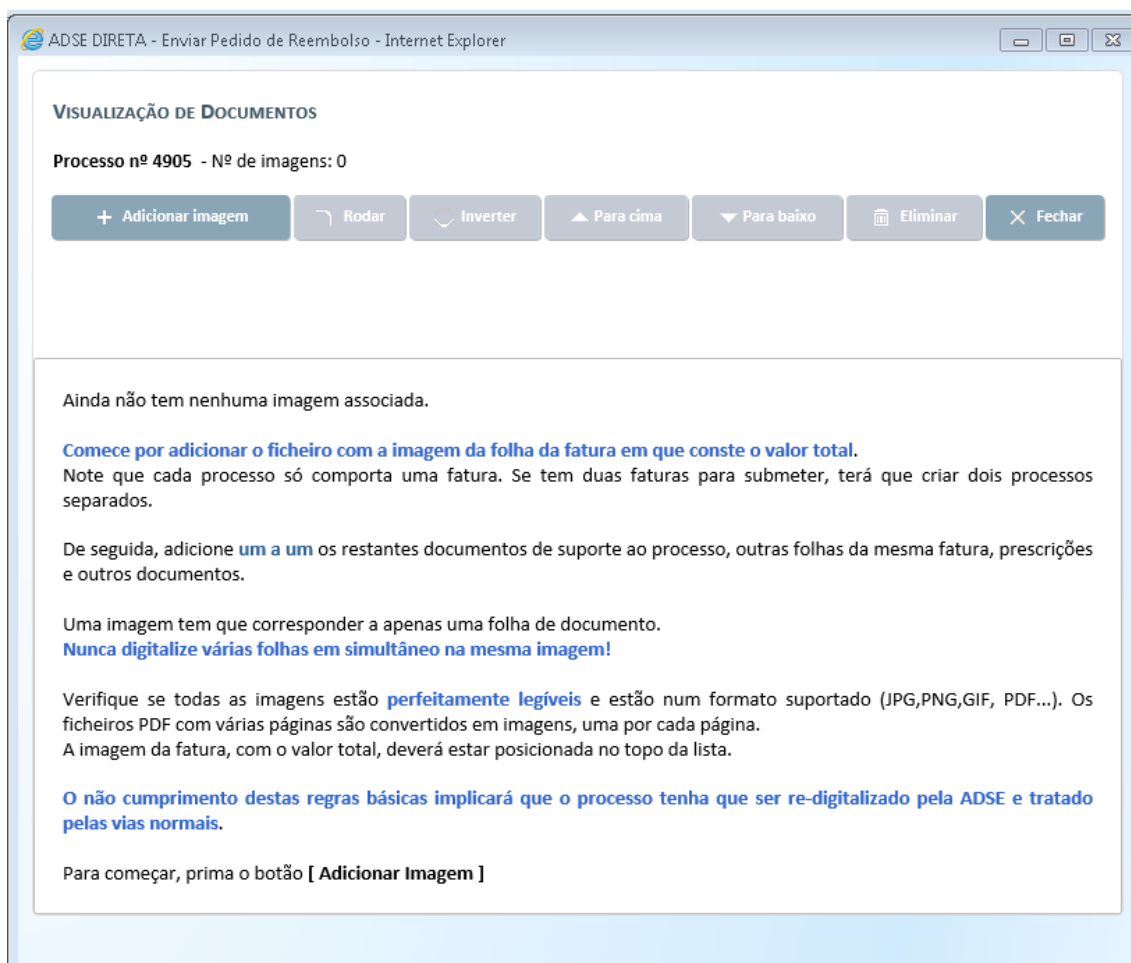 ADSE DIRETA - Enviar Pedido de Reembolso - Internet Explorer
VISUALIZAÇÃO DE DOCUMENTOS
Processo nº 4905 - Nº de imagens: 0
Adicionar imagem Rodar Inverter Para cima Para baixo Eliminar Fechar
Ainda não tem nenhuma imagem associada.
Comece por adicionar o ficheiro com a imagem da folha da fatura em que conste o valor total.
Note que cada processo só comporta uma fatura. Se tem duas faturas para submeter, terá que criar dois processos
separados.
De seguida, adicione um a um os restantes documentos de suporte ao processo, outras folhas da mesma fatura, prescrições
e outros documentos.
Uma imagem tem que corresponder a apenas uma folha de documento.
Nunca digitalize várias folhas em simultâneo na mesma imagem!
Verifique se todas as imagens estão perfeitamente legíveis e estão num formato suportado (JPG,PNG,GIF, PDF...). Os
ficheiros PDF com várias páginas são convertidos em imagens, uma por cada página.
A imagem da fatura, com o valor total, deverá estar posicionada no topo da lista.
O não cumprimento destas regras básicas implicará que o processo tenha que ser re-digitalizado pela ADSE e tratado
pelas vias normais.
Para começar, prima o botão [ Adicionar Imagem ]